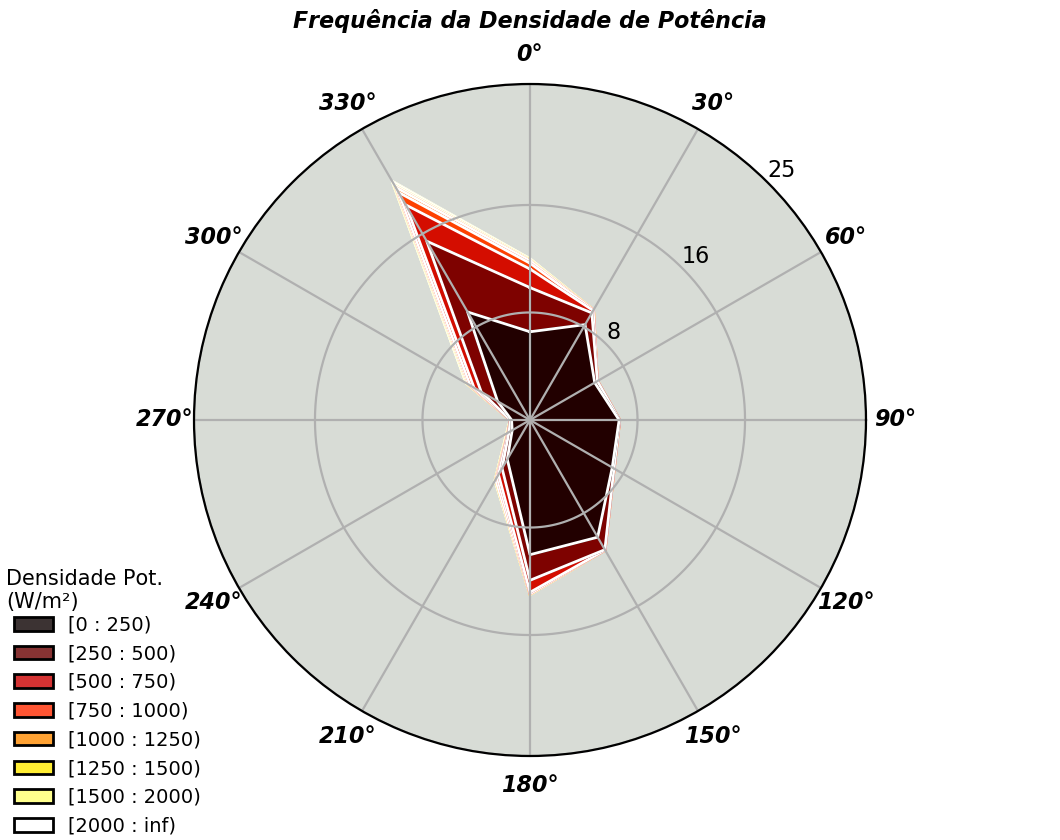 Frequência da Densidade de Potência
0°
330°
30°
25
300°
60°
16
8
270°
90°
Densidade Pot.
(W/m²)
240°
120°
[0 : 250)
[250 : 500)
[500 : 750)
[750 : 1000)
210°
150°
[1000 : 1250)
[1250 : 1500)
180°
[1500 : 2000)
[2000 : inf)